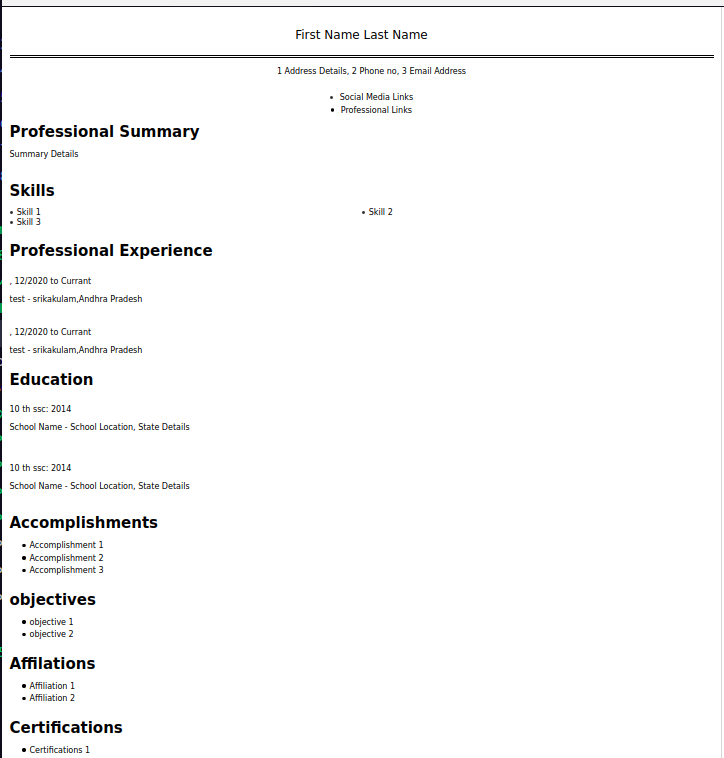 First Name Last Name
1 Address Details, 2 Phone no, 3 Email Address
• Social Media Links
• Professional Links
Professional Summary
Summary Details
Skills
• Skill 1 • Skill 2
• Skill 3
Professional Experience
, 12/2020 to Currant
test - srikakulam,Andhra Pradesh
, 12/2020 to Currant
test - srikakulam,Andhra Pradesh
Education
10 th ssc: 2014
School Name - School Location, State Details
10 th ssc: 2014
School Name - School Location, State Details
Accomplishments
• Accomplishment 1
• Accomplishment 2
• Accomplishment 3
objectives
• objective 1
• objective 2
Affilations
• Affiliation 1
• Affiliation 2
Certifications
• Certifications 1